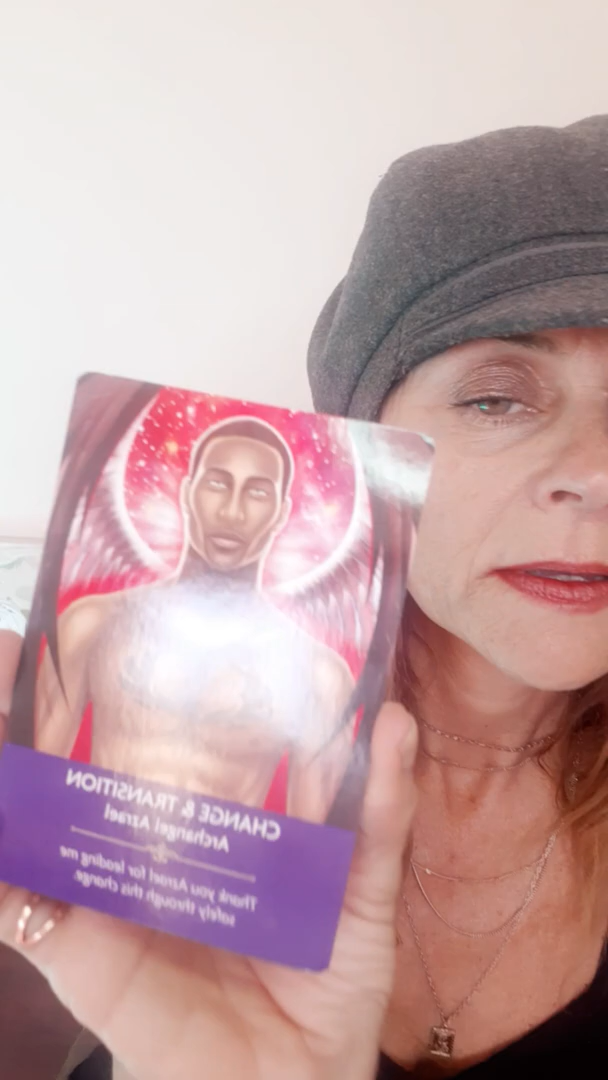 CHANGE & TRANSITION
Archangel Azrael
Thank you Azrael for leading me
safely through this change.